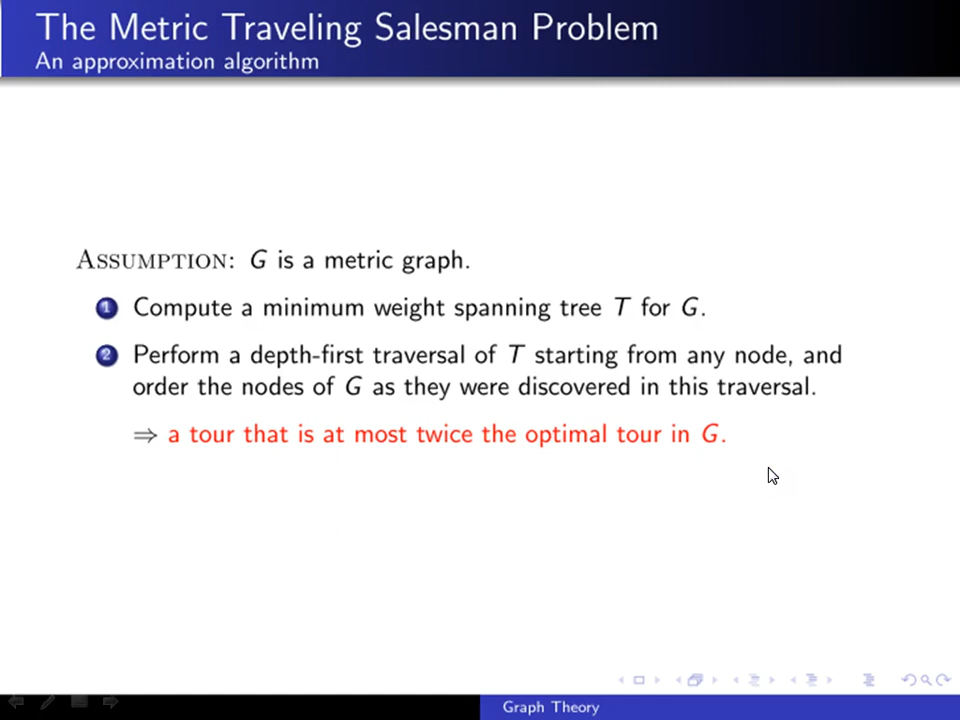 The Metric Traveling Salesman Problem
An approximation algorithm
ASSUMPTION: G is a metric graph.
1 Compute a minimum weight spanning tree T for G.
2 Perform a depth-first traversal of T starting from any node, and
order the nodes of G as they were discovered in this traversal.
⇒ a tour that is at most twice the optimal tour in G.
Graph Theory